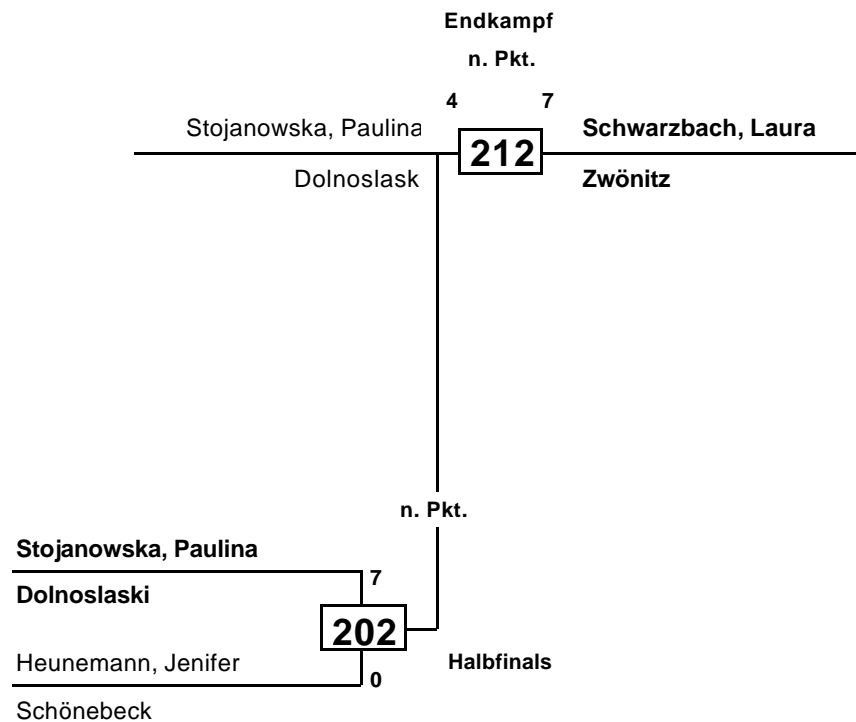 Endkampf
n. Pkt.
4 7
Stojanowska, Paulina 212 Schwarzbach, Laura
Dolnoslask Zwönitz
n. Pkt.
Stojanowska, Paulina
7
Dolnoslaski
202
Heunemann, Jenifer Halbfinals
0
Schönebeck